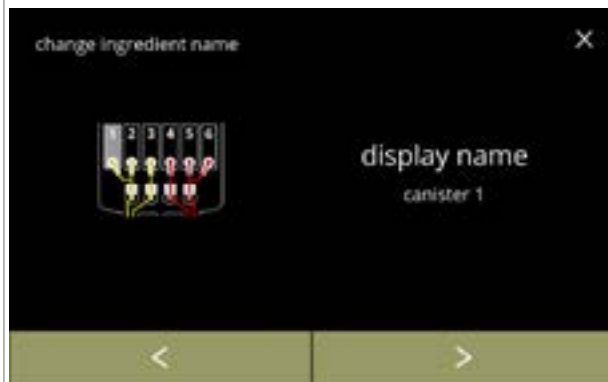 change ingredient name
×
1 2 3 4 5 6
display name
canister 1
< >